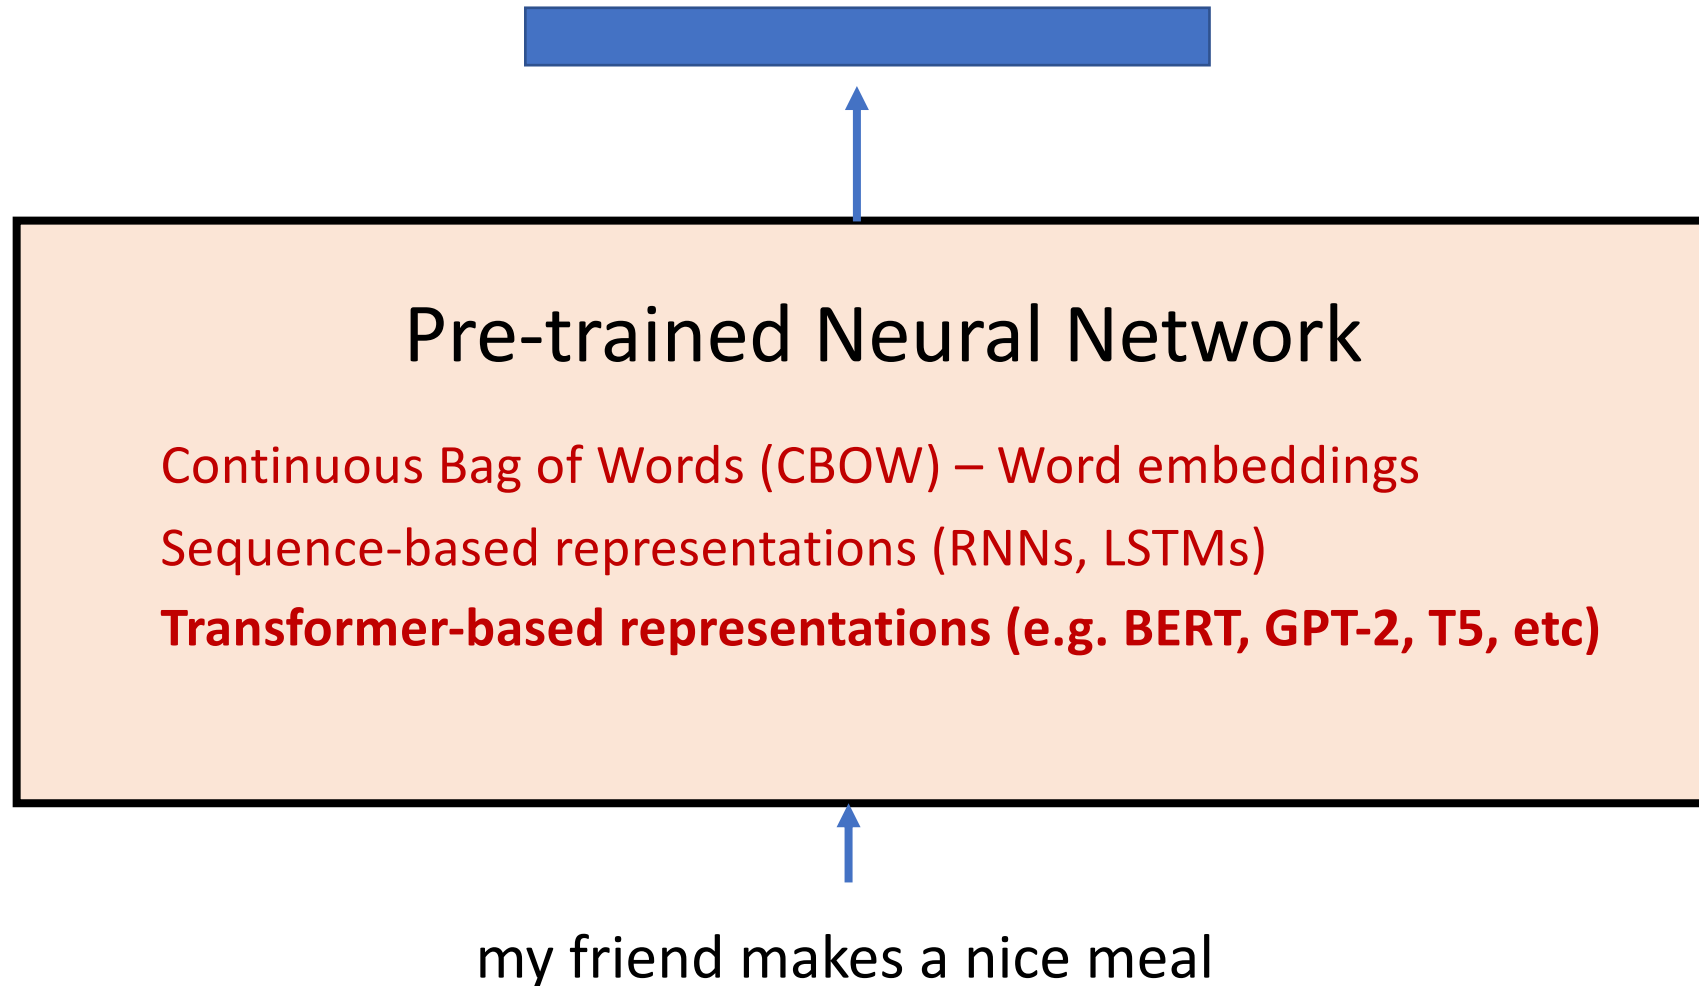 Pre-trained Neural Network
Continuous Bag of Words (CBOW) – Word embeddings
Sequence-based representations (RNNs, LSTMs)
Transformer-based representations (e.g. BERT, GPT-2, T5, etc)
my friend makes a nice meal